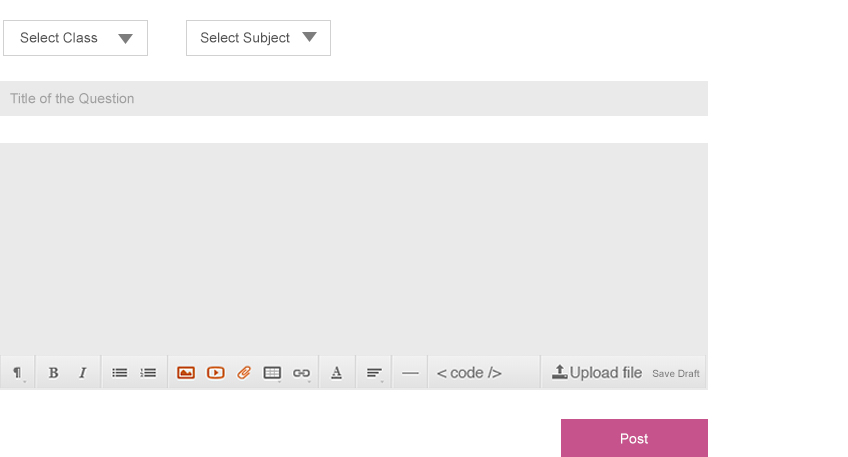 Select Class
Select Subject
Title of the Question
¶ B I A — < code /> Upload file Save Draft
Post